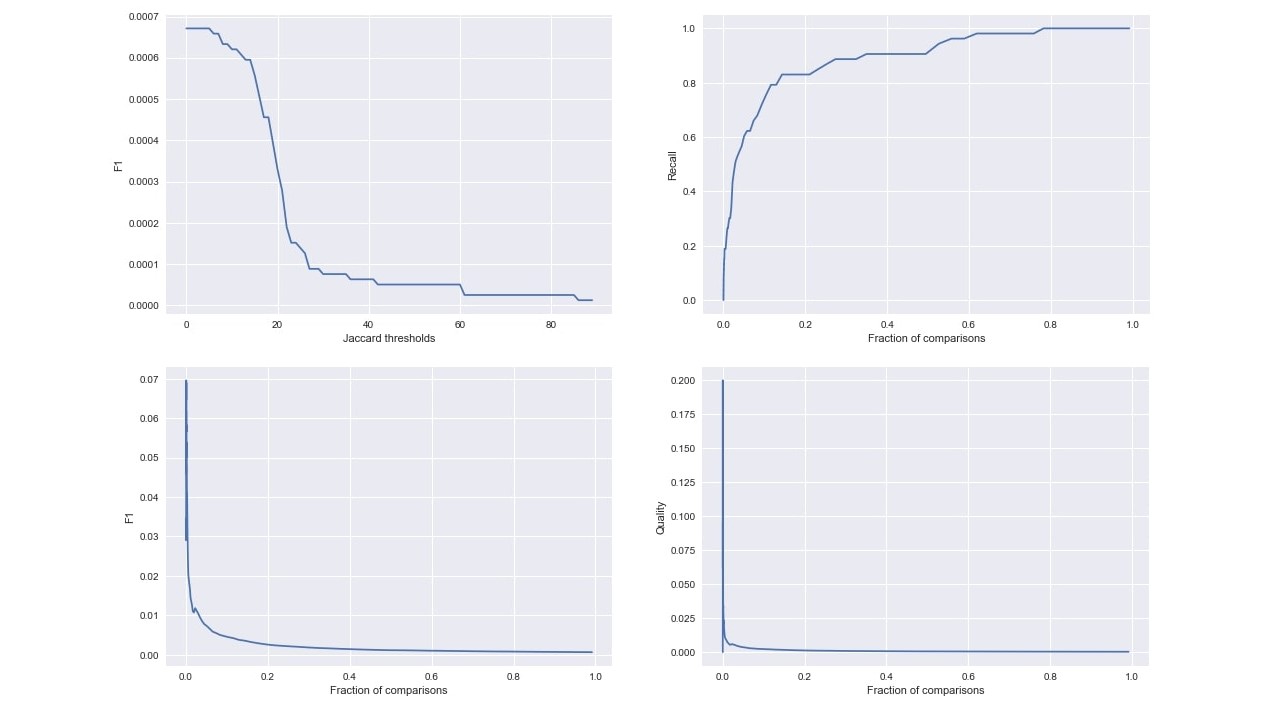 0.0007
0.0006
0.0005
0.0004
0.0003
0.0002
0.0001
0.0000
F1
0 20 40 60 80
Jaccard thresholds
1.0
0.8
0.6
0.4
0.2
0.0
Recall
0.0 0.2 0.4 0.6 0.8 1.0
Fraction of comparisons
0.07
0.06
0.05
0.04
0.03
0.02
0.01
0.00
F1
0.0 0.2 0.4 0.6 0.8 1.0
Fraction of comparisons
0.200
0.175
0.150
0.125
0.100
0.075
0.050
0.025
0.000
Quality
0.0 0.2 0.4 0.6 0.8 1.0
Fraction of comparisons